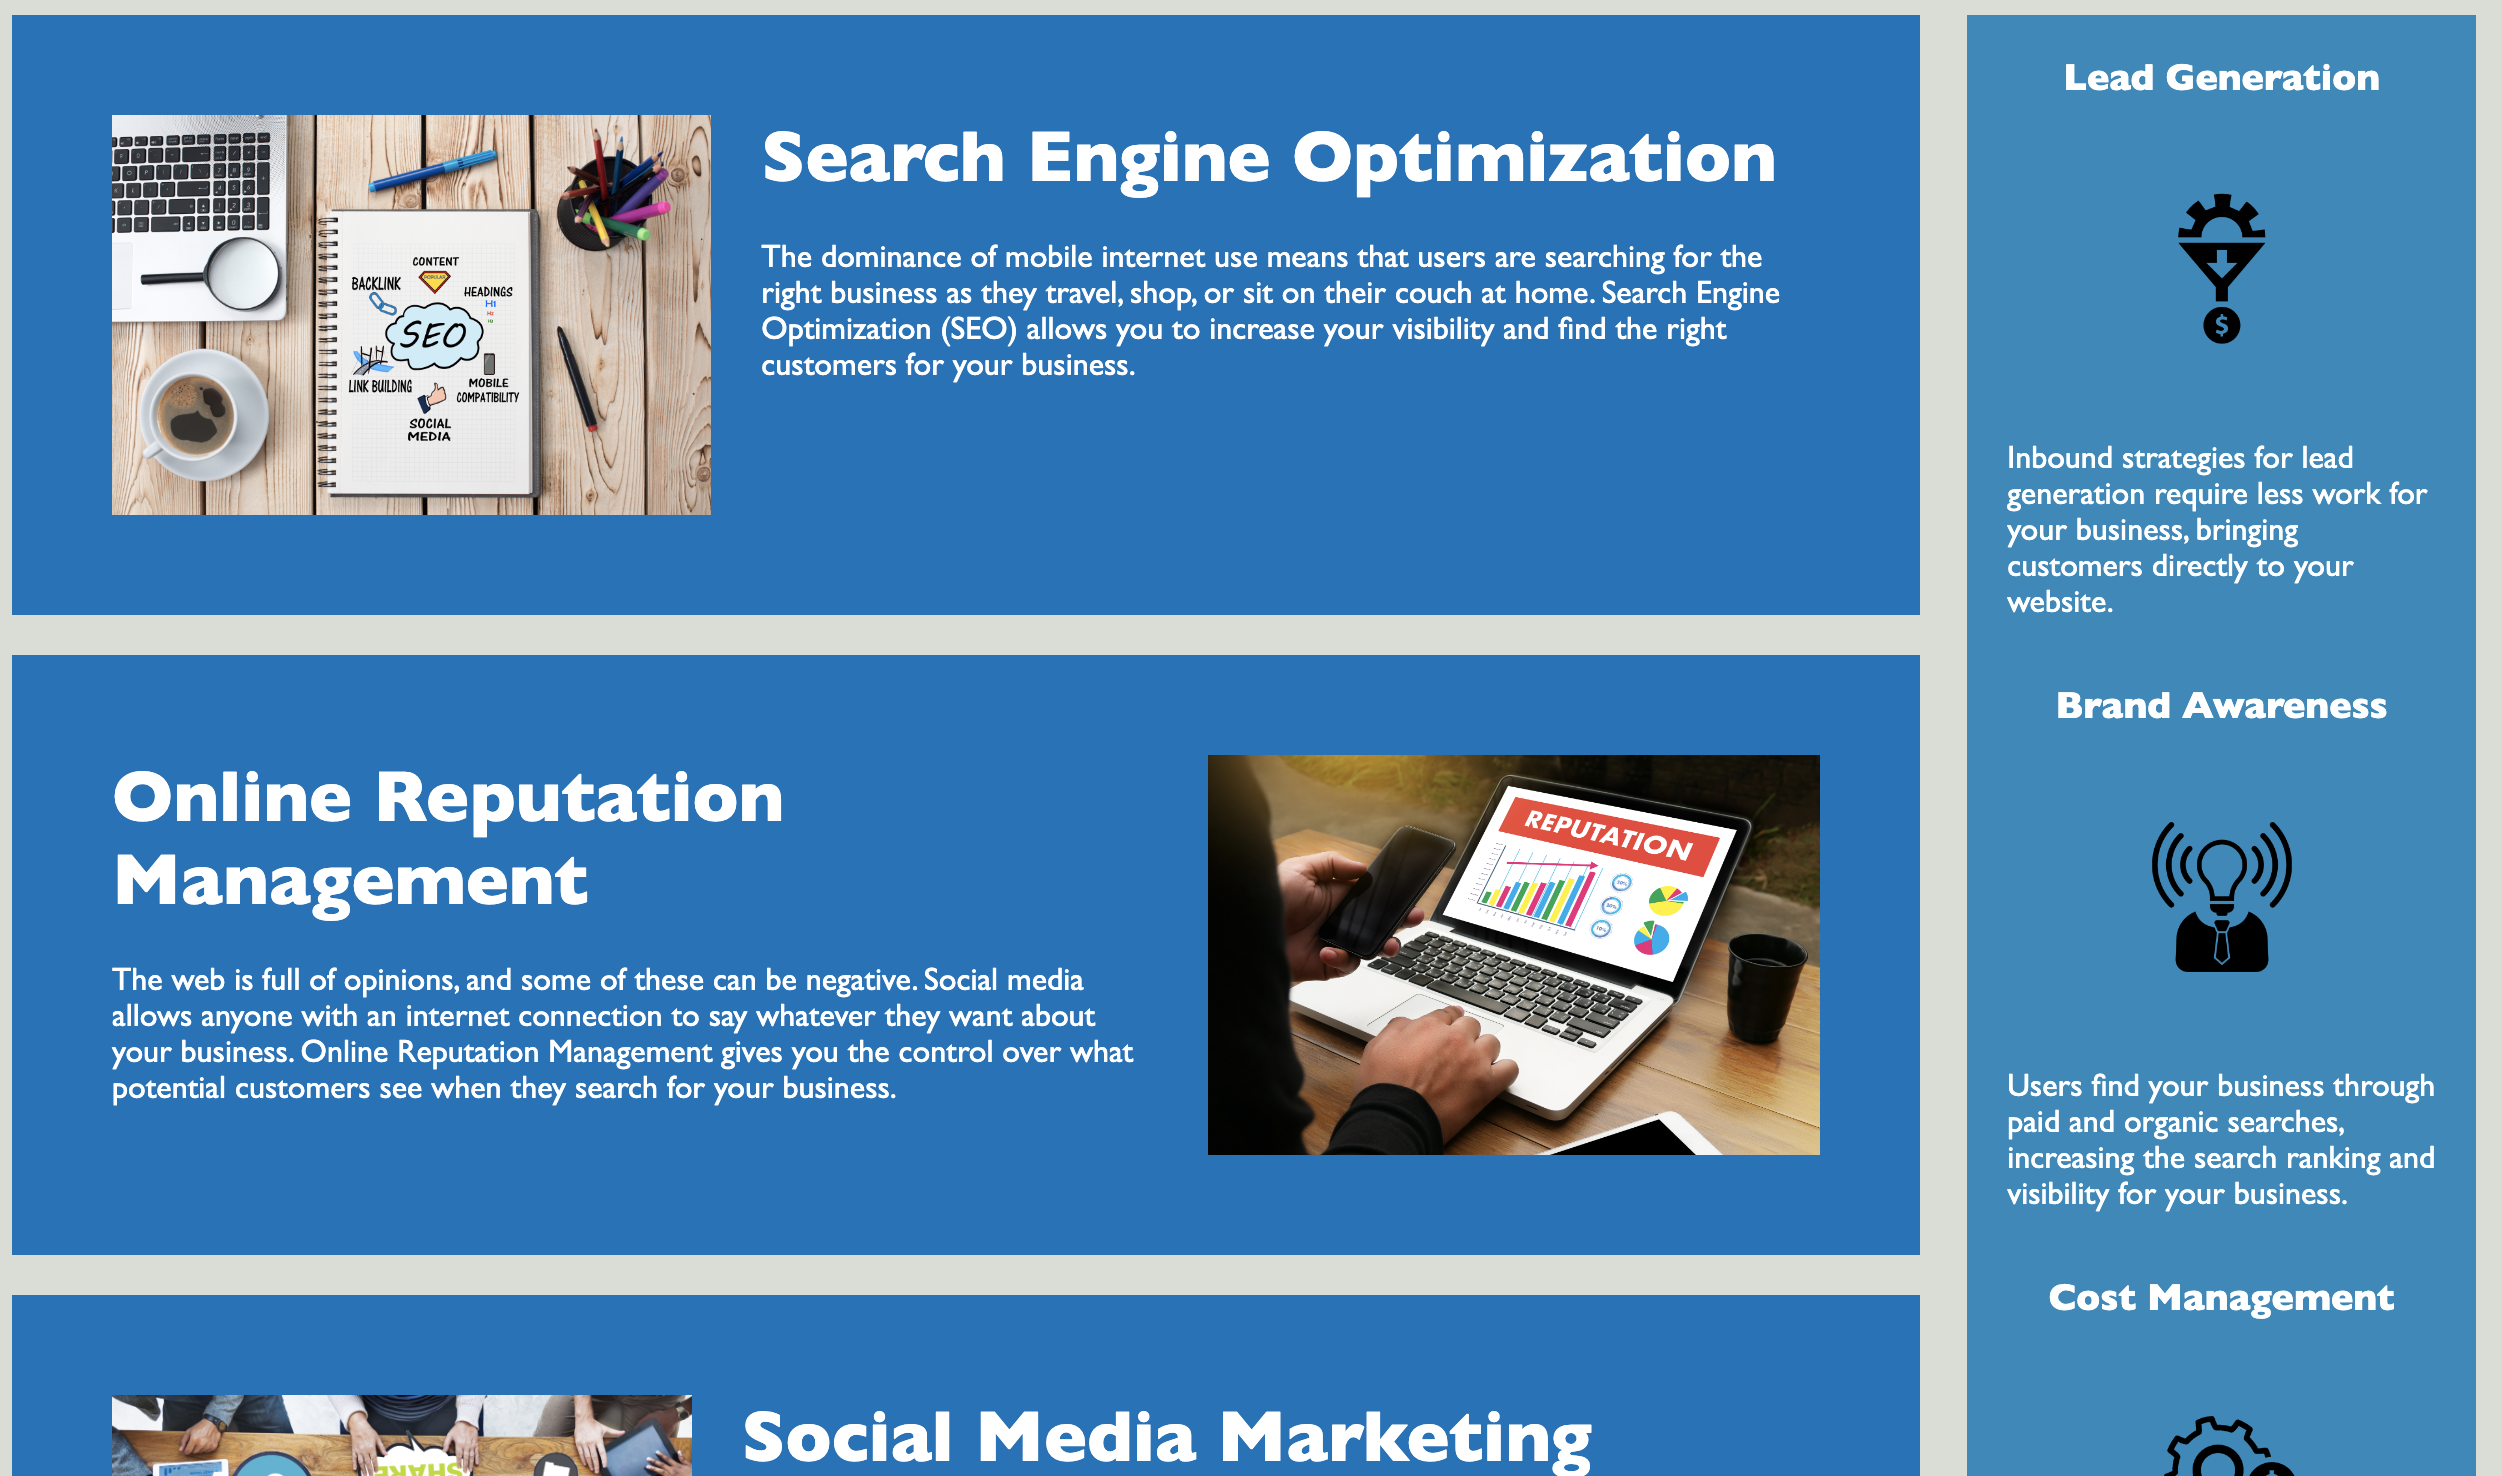 Search Engine Optimization
The dominance of mobile internet use means that users are searching for the
right business as they travel, shop, or sit on their couch at home. Search Engine
Optimization (SEO) allows you to increase your visibility and find the right
customers for your business.
CONTENT
POPULAR
BACKLINK
HEADINGS
H1
H2
H3
SEO
LINK BUILDING
MOBILE
COMPATIBILITY
SOCIAL
MEDIA
Online Reputation
Management
The web is full of opinions, and some of these can be negative. Social media
allows anyone with an internet connection to say whatever they want about
your business. Online Reputation Management gives you the control over what
potential customers see when they search for your business.
REPUTATION
Social Media Marketing
SHARE
Lead Generation
$
Inbound strategies for lead
generation require less work for
your business, bringing
customers directly to your
website.
Brand Awareness
Users find your business through
paid and organic searches,
increasing the search ranking and
visibility for your business.
Cost Management